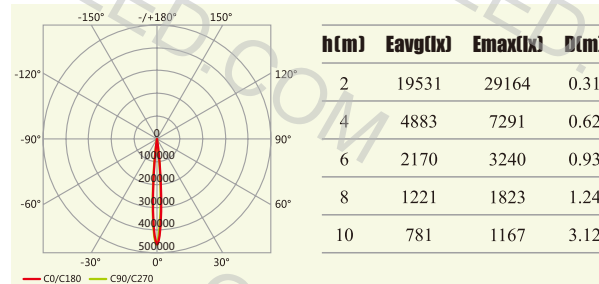 -150° -/+180° 150°
-120° 120°
-90° 0 90°
100000
200000
-60° 300000 60°
400000
500000
-30° 0° 30°
C0/C180 C90/C270
h(m) Eavg(lx) Emax(lx) D(m)
2 19531 29164 0.31
4 4883 7291 0.62
6 2170 3240 0.93
8 1221 1823 1.24
10 781 1167 3.12
LED.COM